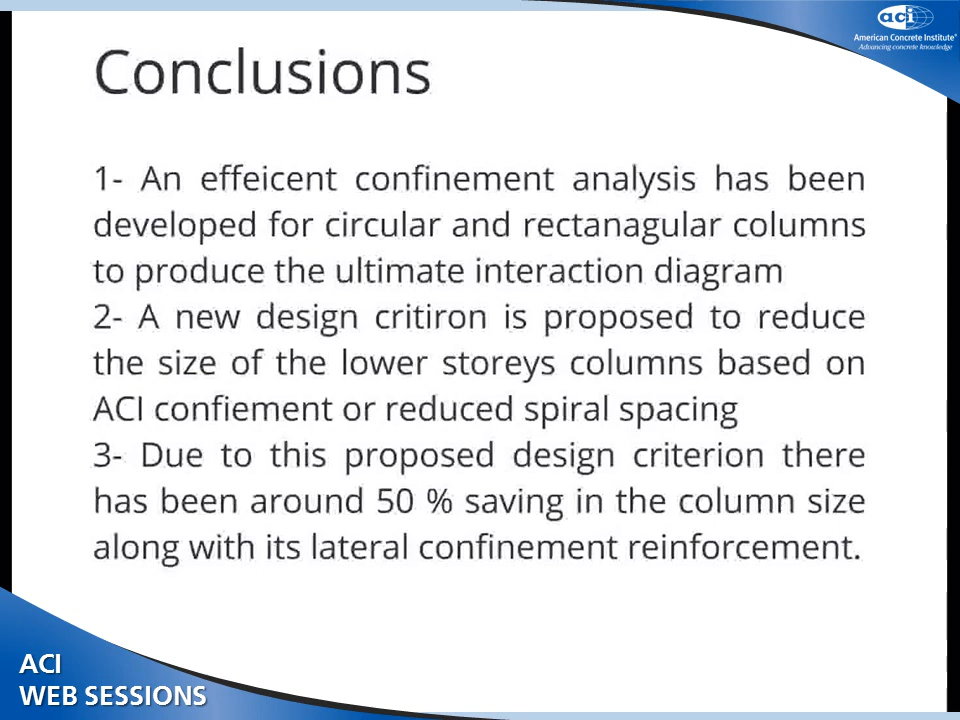 aci
American Concrete Institute®
Advancing concrete knowledge
Conclusions
1- An effeicent confinement analysis has been
developed for circular and rectanagular columns
to produce the ultimate interaction diagram
2- A new design critiron is proposed to reduce
the size of the lower storeys columns based on
ACI confiement or reduced spiral spacing
3- Due to this proposed design criterion there
has been around 50 % saving in the column size
along with its lateral confinement reinforcement.
ACI
WEB SESSIONS